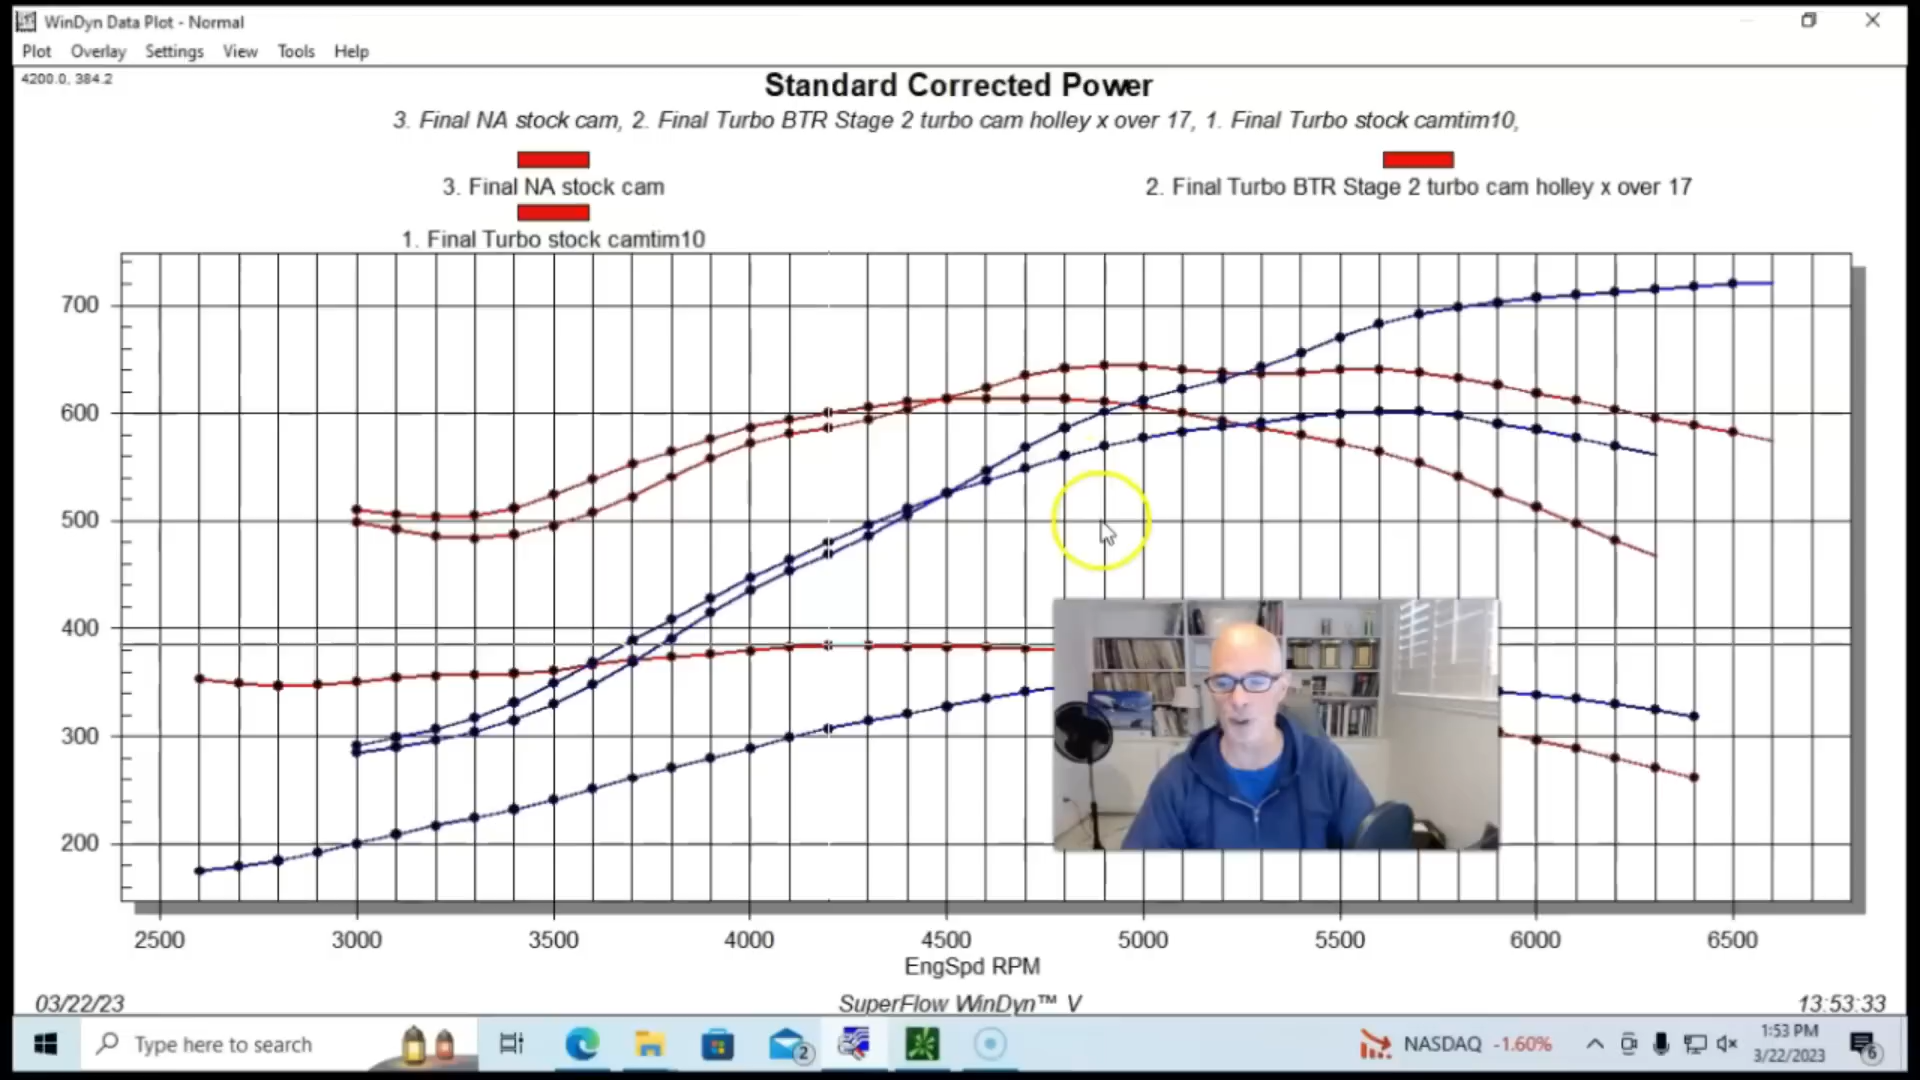 WinDyn Data Plot - Normal
Plot Overlay Settings View Tools Help
4200.0, 384.2
Standard Corrected Power
3. Final NA stock cam, 2. Final Turbo BTR Stage 2 turbo cam holley x over 17, 1. Final Turbo stock camtim10,
3. Final NA stock cam
2. Final Turbo BTR Stage 2 turbo cam holley x over 17
1. Final Turbo stock camtim10
700
600
500
400
300
200
2500 3000 3500 4000 4500 5000 5500 6000 6500
EngSpd RPM
03/22/23 SuperFlow WinDyn™ V 13:53:33
Type here to search
2
NASDAQ -1.60%
1:53 PM
3/22/2023
6